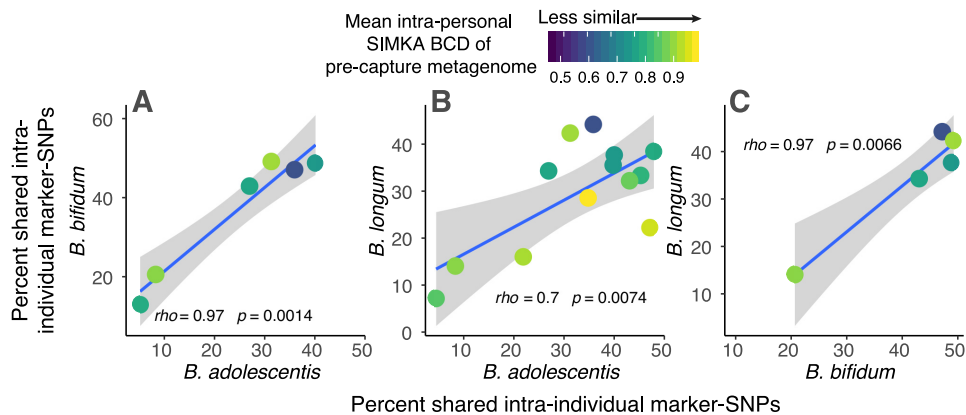 Mean intra-personal
SIMKA BCD of
pre-capture metagenome
Less similar
0.5 0.6 0.7 0.8 0.9
Percent shared intra-
individual marker-SNPs
A
B. bifidum
60
40
20
rho = 0.97 p = 0.0014
10 20 30 40 50
B. adolescentis
B
B. longum
40
30
20
10
0
rho = 0.7 p = 0.0074
10 20 30 40 50
B. adolescentis
C
B. longum
40
30
20
10
rho = 0.97 p = 0.0066
10 20 30 40 50
B. bifidum
Percent shared intra-individual marker-SNPs